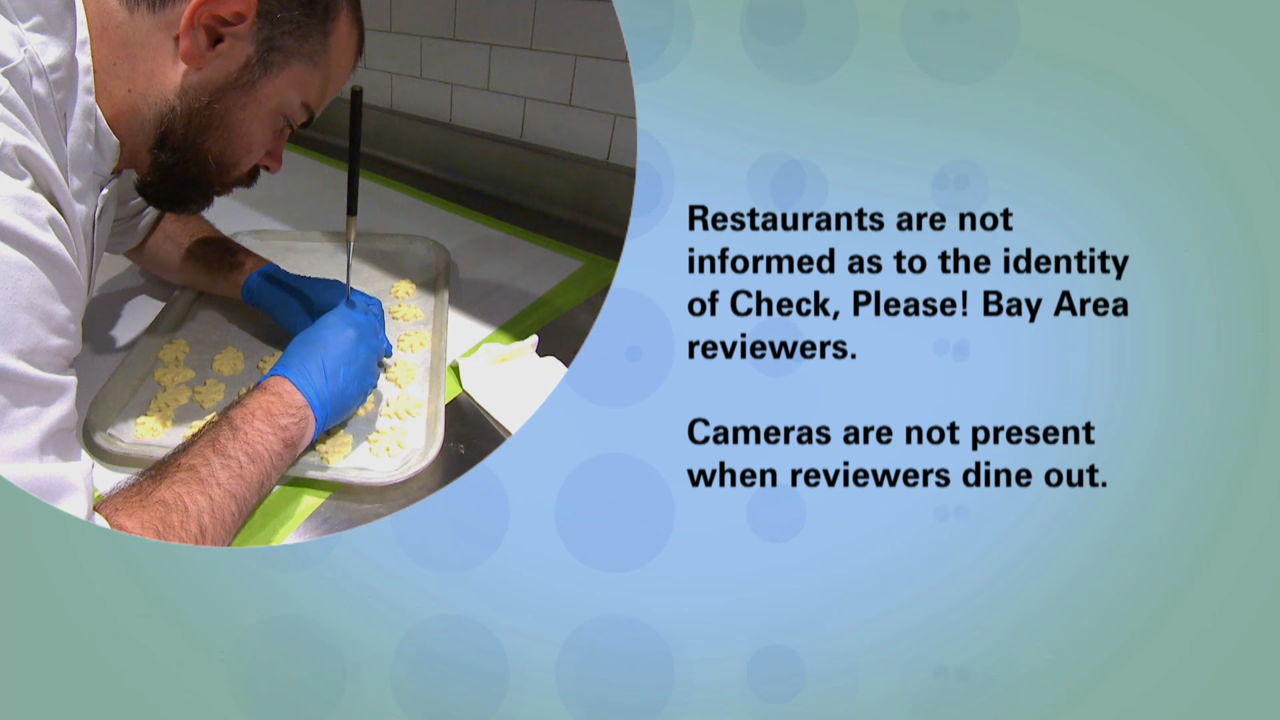 Restaurants are not
informed as to the identity
of Check, Please! Bay Area
reviewers.
Cameras are not present
when reviewers dine out.